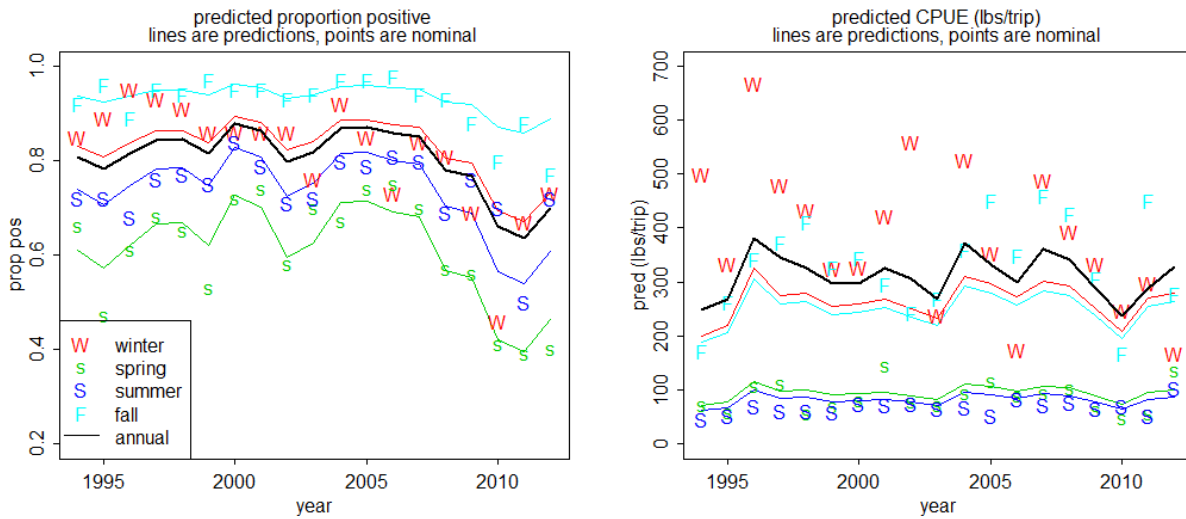 predicted proportion positive
lines are predictions, points are nominal
prop pos
1.0
0.8
0.6
0.4
0.2
W winter
s spring
S summer
F fall
annual
1995 2000 2005 2010
year
predicted CPUE (lbs/trip)
lines are predictions, points are nominal
pred (lbs/trip)
700
600
500
400
300
200
100
0
1995 2000 2005 2010
year